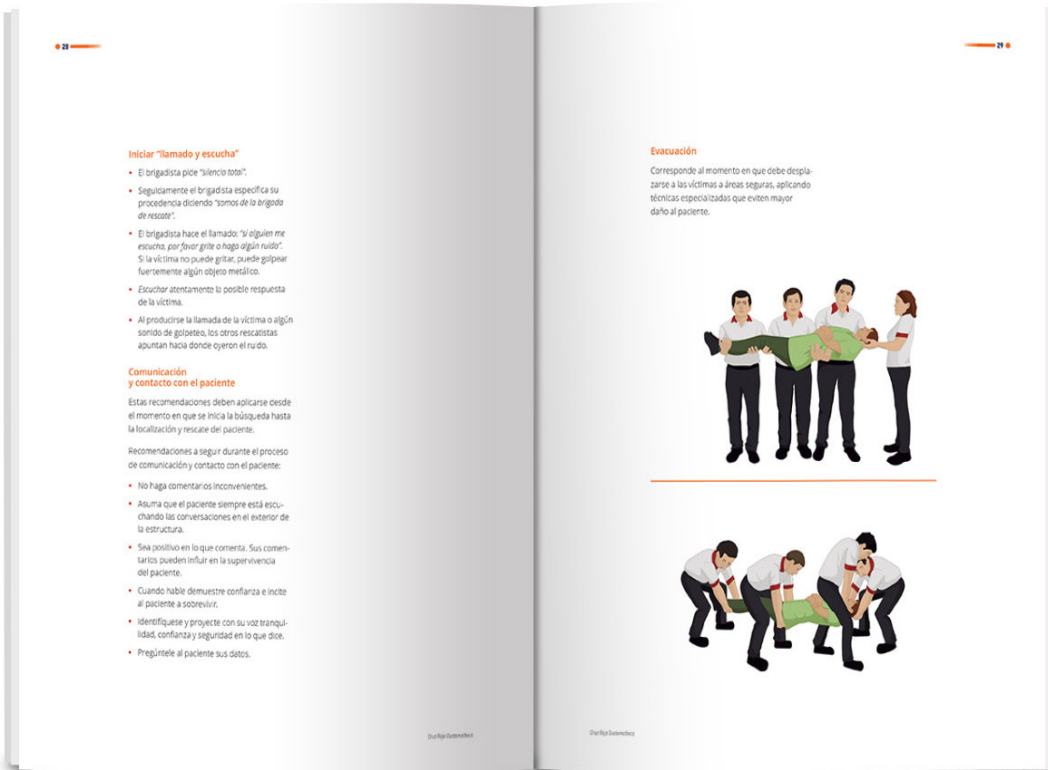 28
Iniciar “llamado y escucha”
• El brigadista pide “silencio total”.
• Seguidamente el brigadista especifica su
procedencia diciendo “somos de la brigada
de rescate”.
• El brigadista hace el llamado: “si alguien me
escucha, por favor grite o haga algún ruido”.
Si la víctima no puede gritar, puede golpear
fuertemente algún objeto metálico.
• Escuchar atentamente la posible respuesta
de la víctima.
• Al producirse la llamada de la víctima o algún
sonido de golpeteo, los otros rescatistas
apuntan hacia donde oyeron el ruido.
Comunicación
y contacto con el paciente
Estas recomendaciones deben aplicarse desde
el momento en que se inicia la búsqueda hasta
la localización y rescate del paciente.
Recomendaciones a seguir durante el proceso
de comunicación y contacto con el paciente:
• No haga comentarios inconvenientes.
• Asuma que el paciente siempre está escu-
chando las conversaciones en el exterior de
la estructura.
• Sea positivo en lo que comenta. Sus comen-
tarios pueden influir en la supervivencia
del paciente.
• Cuando hable demuestre confianza e incite
al paciente a sobrevivir.
• Identifíquese y proyecte con su voz tranqui-
lidad, confianza y seguridad en lo que dice.
• Pregúntele al paciente sus datos.
Cruz Roja Guatemalteca
29
Evacuación
Corresponde al momento en que debe despla-
zarse a las víctimas a áreas seguras, aplicando
técnicas especializadas que eviten mayor
daño al paciente.
Cruz Roja Guatemalteca